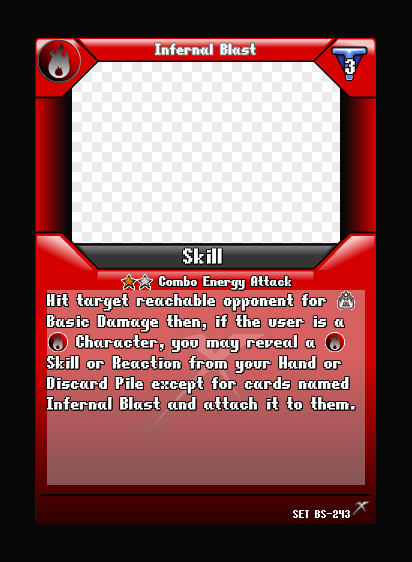 Infernal Blast
3
Skill
Combo Energy Attack
Hit target reachable opponent for
Basic Damage then, if the user is a
Character, you may reveal a
Skill or Reaction from your Hand or
Discard Pile except for cards named
Infernal Blast and attach it to them.
SET BS-243